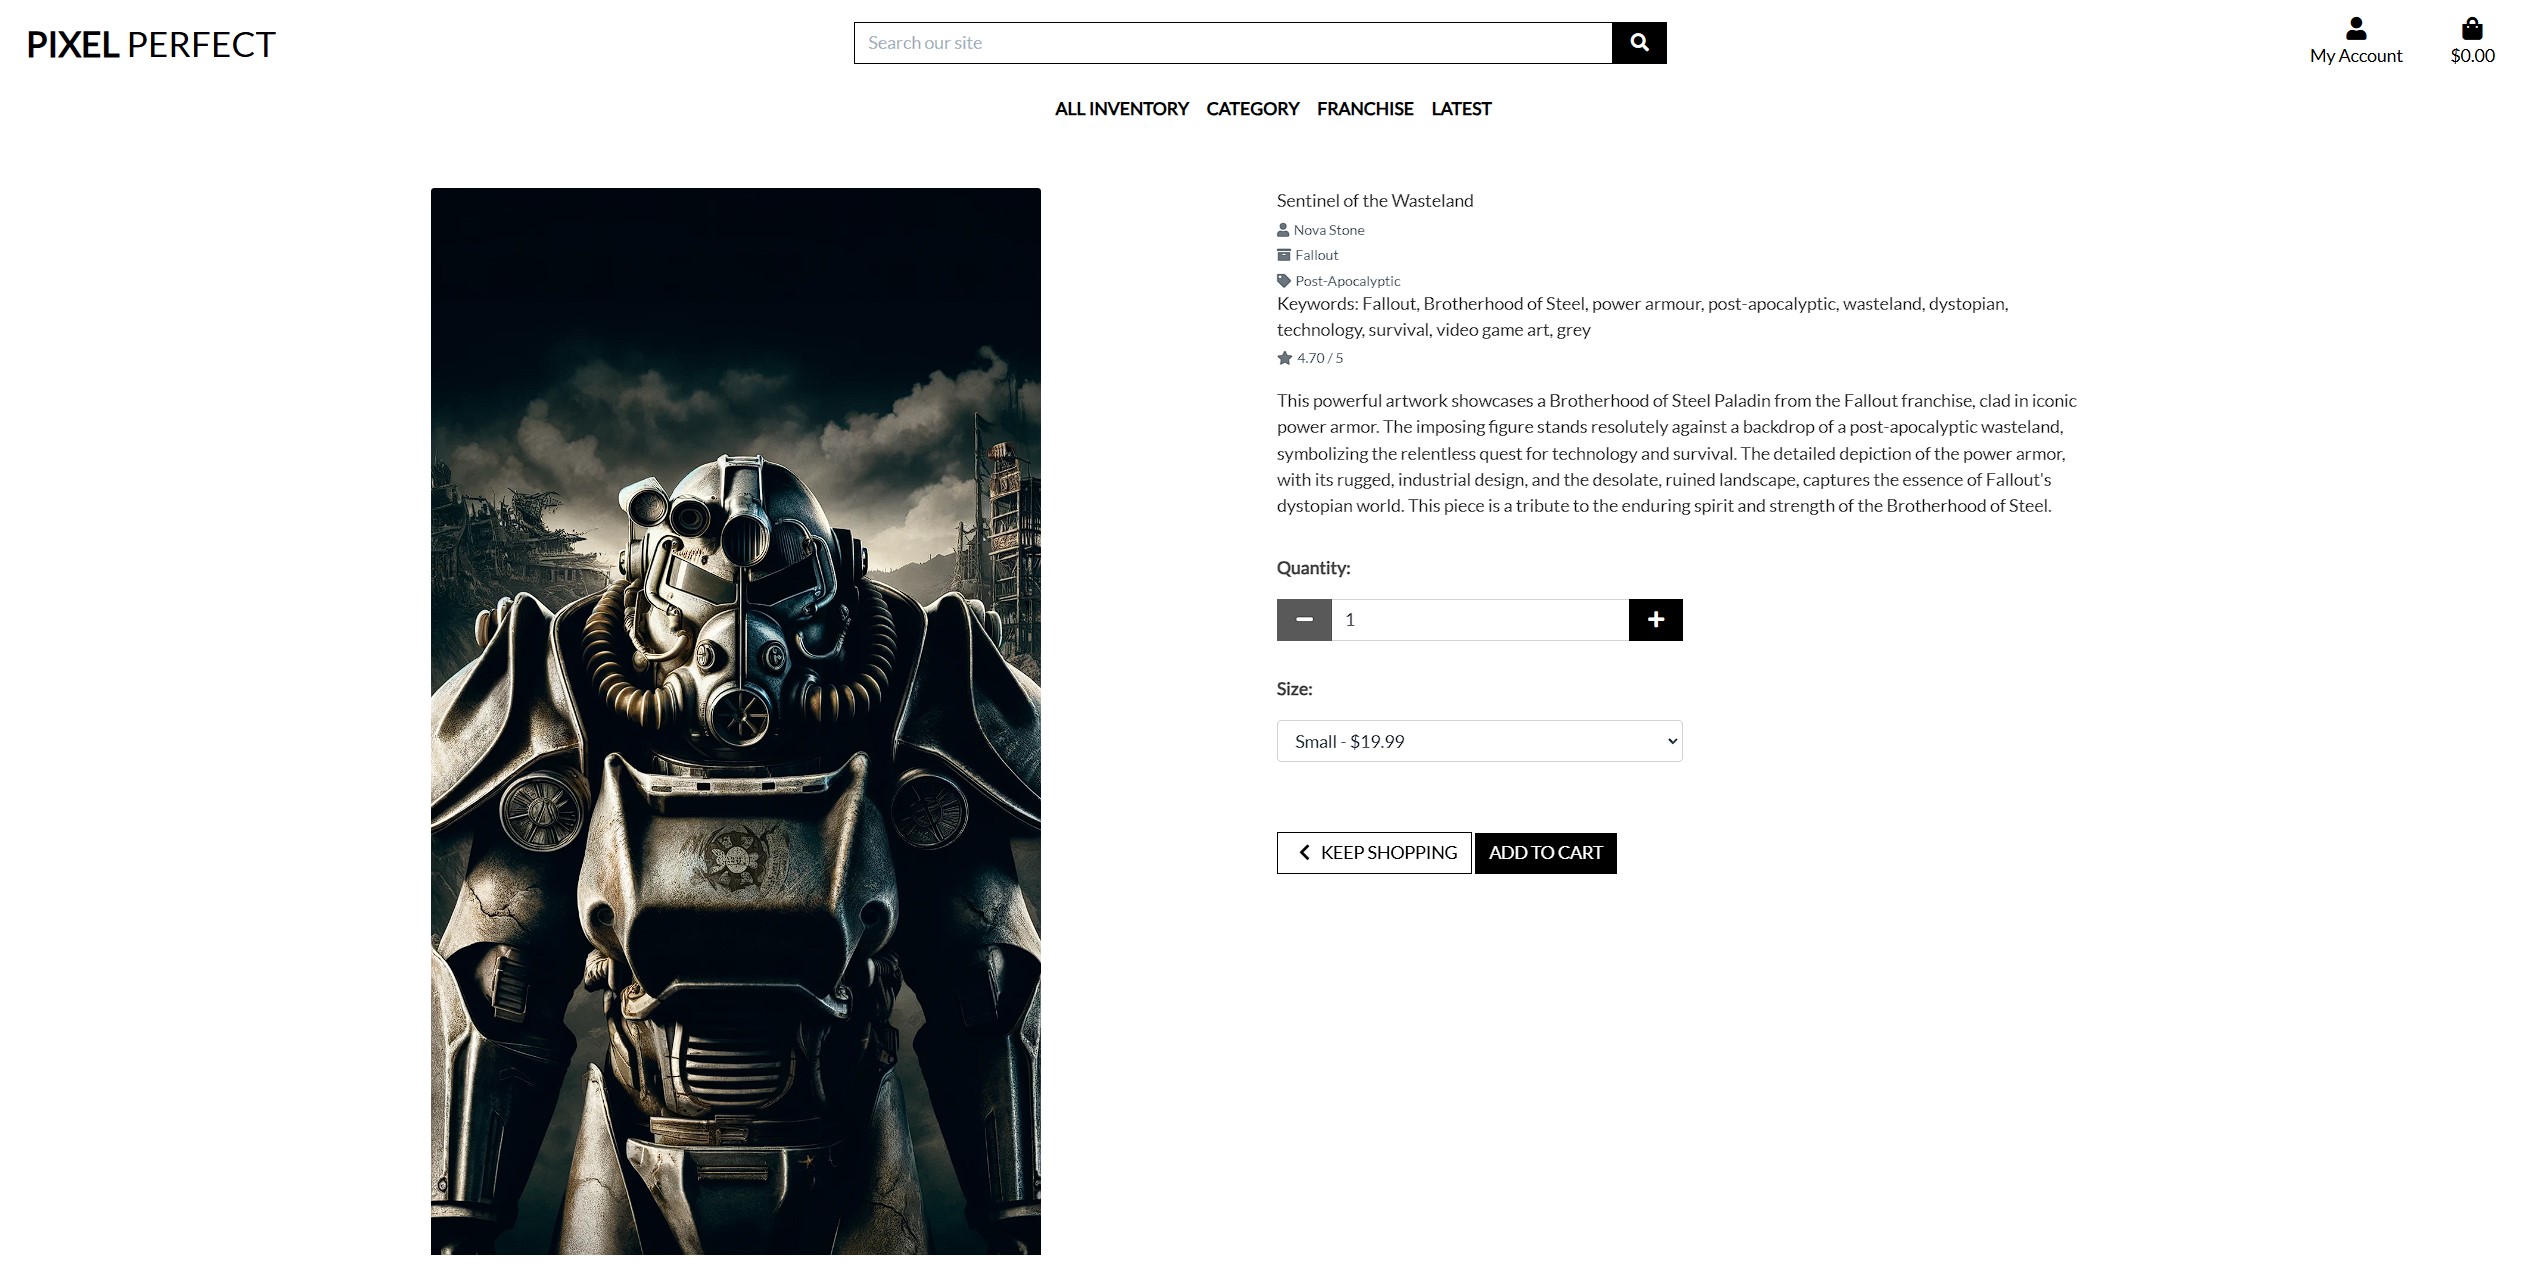 PIXEL PERFECT
Search our site
My Account
$0.00
ALL INVENTORY CATEGORY FRANCHISE LATEST
Sentinel of the Wasteland
Nova Stone
Fallout
Post-Apocalyptic
Keywords: Fallout, Brotherhood of Steel, power armour, post-apocalyptic, wasteland, dystopian,
technology, survival, video game art, grey
4.70 / 5
This powerful artwork showcases a Brotherhood of Steel Paladin from the Fallout franchise, clad in iconic
power armor. The imposing figure stands resolutely against a backdrop of a post-apocalyptic wasteland,
symbolizing the relentless quest for technology and survival. The detailed depiction of the power armor,
with its rugged, industrial design, and the desolate, ruined landscape, captures the essence of Fallout's
dystopian world. This piece is a tribute to the enduring spirit and strength of the Brotherhood of Steel.
Quantity:
1
Size:
Small - $19.99
KEEP SHOPPING
ADD TO CART